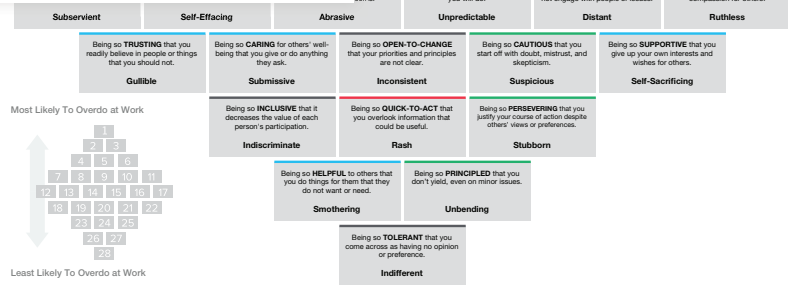 you will do.
Subservient Self-Effacing Abrasive Unpredictable Distant Ruthless
Being so TRUSTING that you
readily believe in people or things
that you should not.
Gullible
Being so CARING for others' well-
being that you give or do anything
they ask.
Submissive
Being so OPEN-TO-CHANGE
that your priorities and principles
are not clear.
Inconsistent
Being so CAUTIOUS that you
start off with doubt, mistrust, and
skepticism.
Suspicious
Being so SUPPORTIVE that you
give up your own interests and
wishes for others.
Self-Sacrificing
Most Likely To Overdo at Work
Being so INCLUSIVE that it
decreases the value of each
person's participation.
Indiscriminate
Being so QUICK-TO-ACT that
you overlook information that
could be useful.
Rash
Being so PERSEVERING that you
justify your course of action despite
others' views or preferences.
Stubborn
1
2 3
4 5 6
7 8 9 10 11
12 13 14 15 16 17
18 19 20 21 22
23 24 25
26 27
28
Being so HELPFUL to others that
you do things for them that they
do not want or need.
Smothering
Being so PRINCIPLED that you
don't yield, even on minor issues.
Unbending
Being so TOLERANT that you
come across as having no opinion
or preference.
Indifferent
Least Likely To Overdo at Work